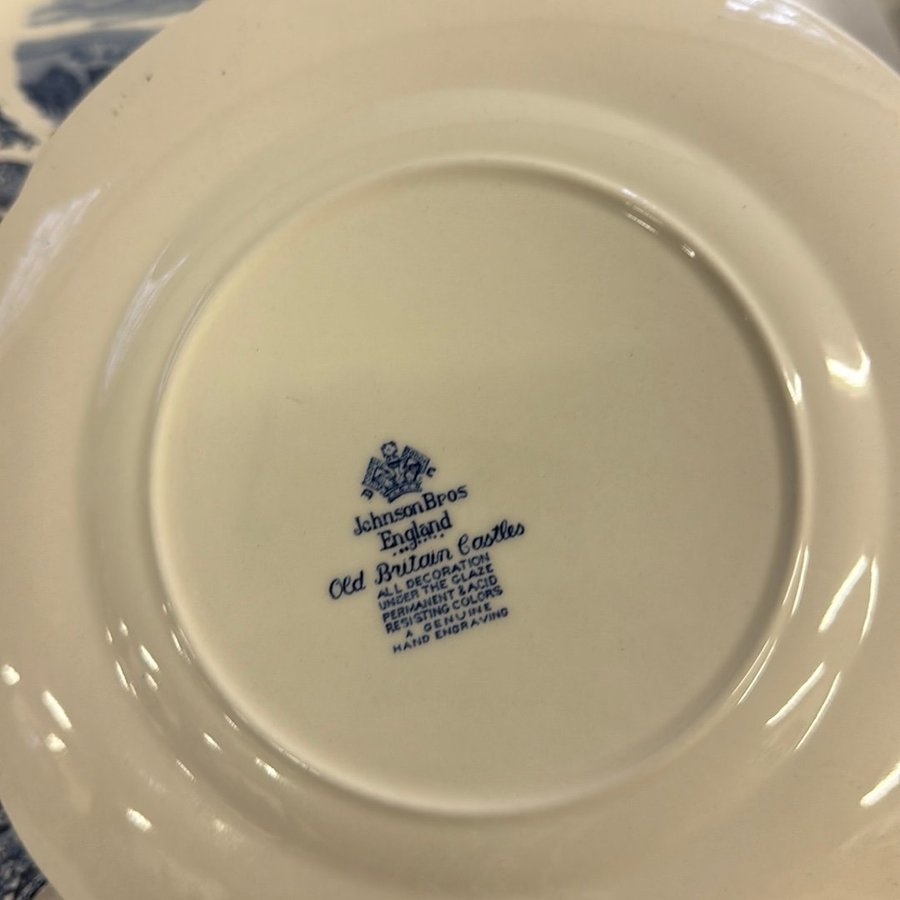 Johnson Bros
England
Old Britain Castles
ALL DECORATION
UNDER THE GLAZE
PERMANENT & ACID
RESISTING COLORS
A GENUINE
HAND ENGRAVING